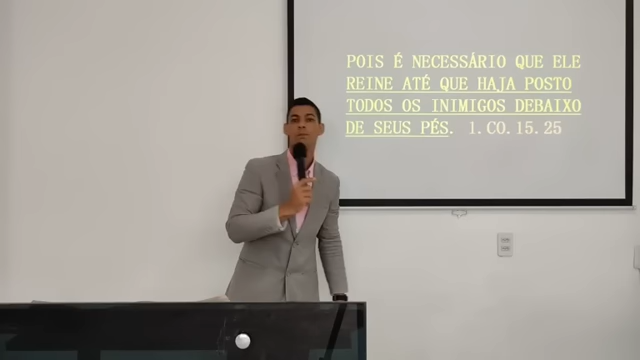 POIS É NECESSÁRIO QUE ELE
REINE ATÉ QUE HAJA POSTO
TODOS OS INIMIGOS DEBAIXO
DE SEUS PÉS. 1.CO.15.25